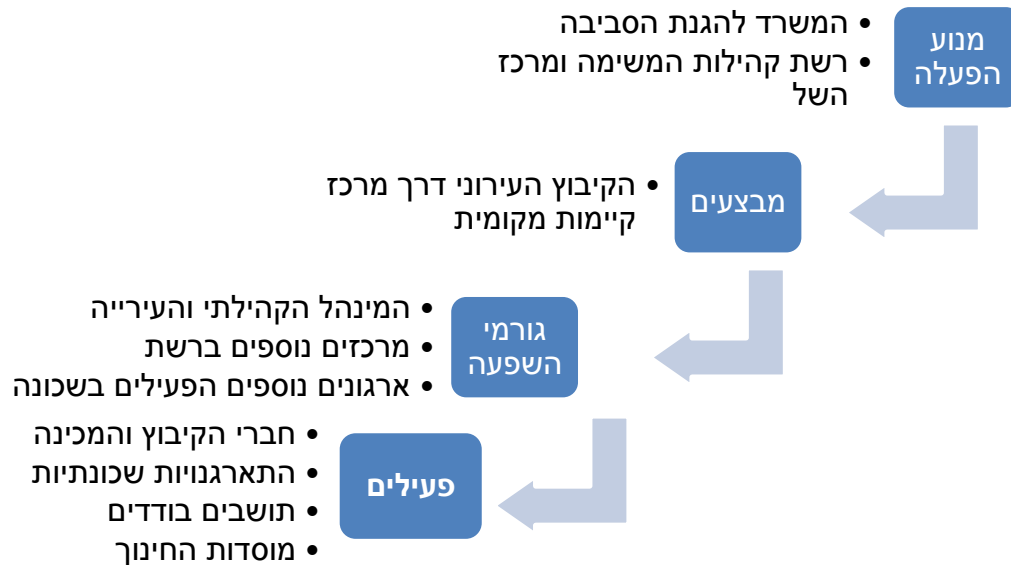 מנוע
הפעלה
• המשרד להגנת הסביבה
• רשת קהילות המשימה ומרכז
השל
מבצעים
• הקיבוץ העירוני דרך מרכז
קיימות מקומית
גורמי
השפעה
• המינהל הקהילתי והעירייה
• מרכזים נוספים ברשת
• ארגונים נוספים הפעילים בשכונה
פעילים
• חברי הקיבוץ והמכינה
• התארגנויות שכונתיות
• תושבים בודדים
• מוסדות החינוך